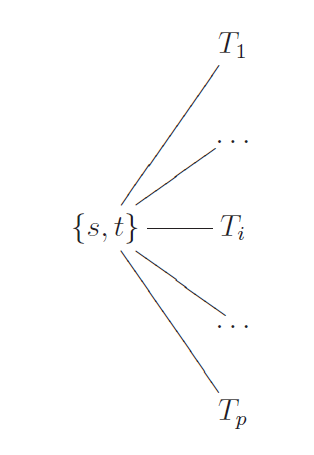 T₁
···
{s, t}
Tᵢ
···
Tₚ